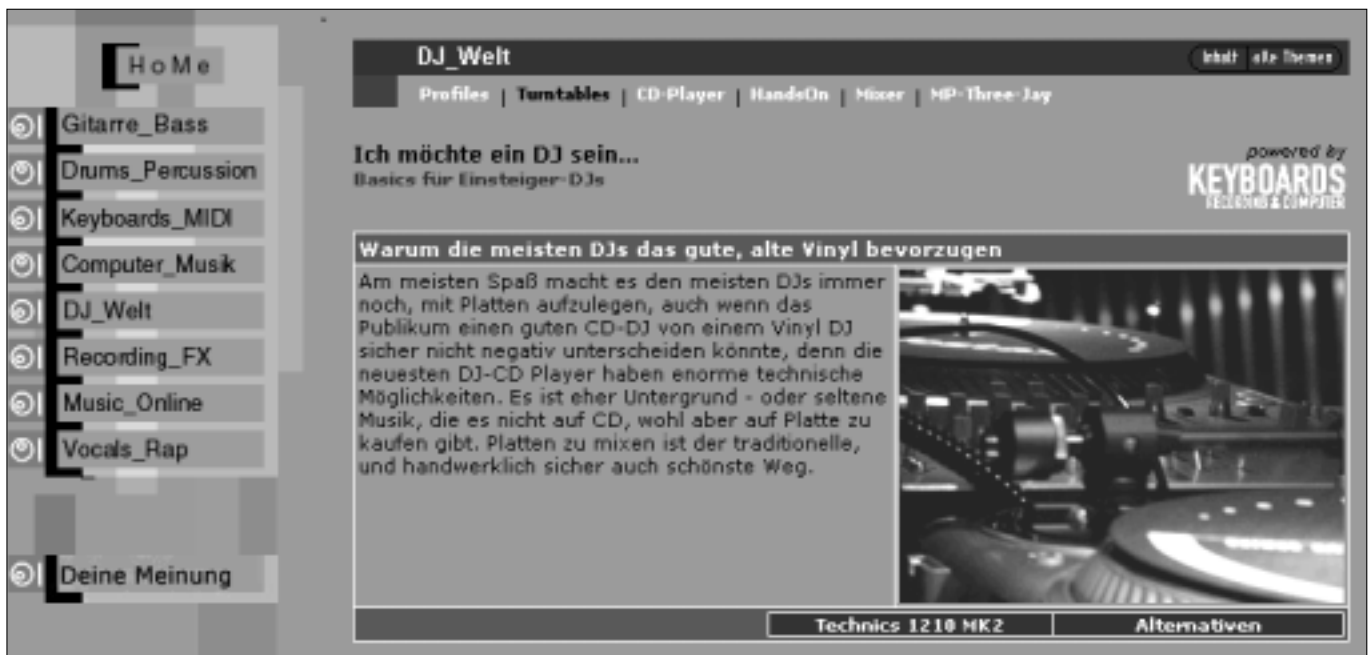 HoMe
Gitarre_Bass
Drums_Percussion
Keyboards_MIDI
Computer_Musik
DJ_Welt
Recording_FX
Music_Online
Vocals_Rap
Deine Meinung
DJ_Welt
Inhalt alle Themen
Profiles | Turntables | CD-Player | HandsOn | Mixer | MP-Three-Jay
Ich möchte ein DJ sein...
Basics für Einsteiger-DJs
powered by
KEYBOARDS
RECORDING & COMPUTER
Warum die meisten DJs das gute, alte Vinyl bevorzugen
Am meisten Spaß macht es den meisten DJs immer
noch, mit Platten aufzulegen, auch wenn das
Publikum einen guten CD-DJ von einem Vinyl DJ
sicher nicht negativ unterscheiden könnte, denn die
neuesten DJ-CD Player haben enorme technische
Möglichkeiten. Es ist eher Untergrund - oder seltene
Musik, die es nicht auf CD, wohl aber auf Platte zu
kaufen gibt. Platten zu mixen ist der traditionelle,
und handwerklich sicher auch schönste Weg.
Technics 1210 MK2
Alternativen